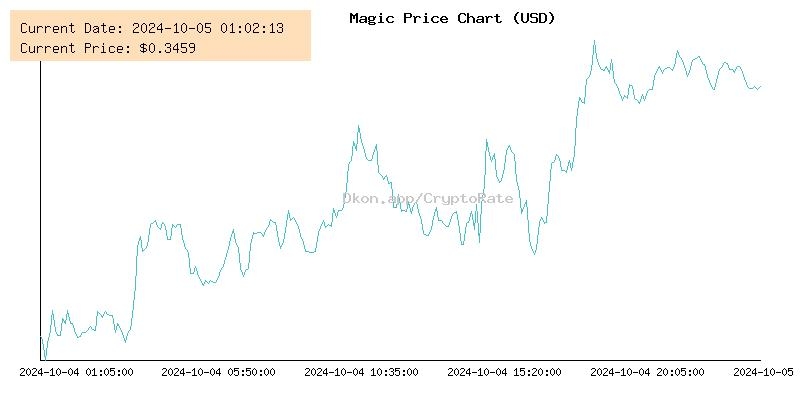 Magic Price Chart (USD)
Current Date: 2024-10-05 01:02:13
Current Price: $0.3459
Dkon.app/CryptoRate
2024-10-04 01:05:00 2024-10-04 05:50:00 2024-10-04 10:35:00 2024-10-04 15:20:00 2024-10-04 20:05:00 2024-10-05